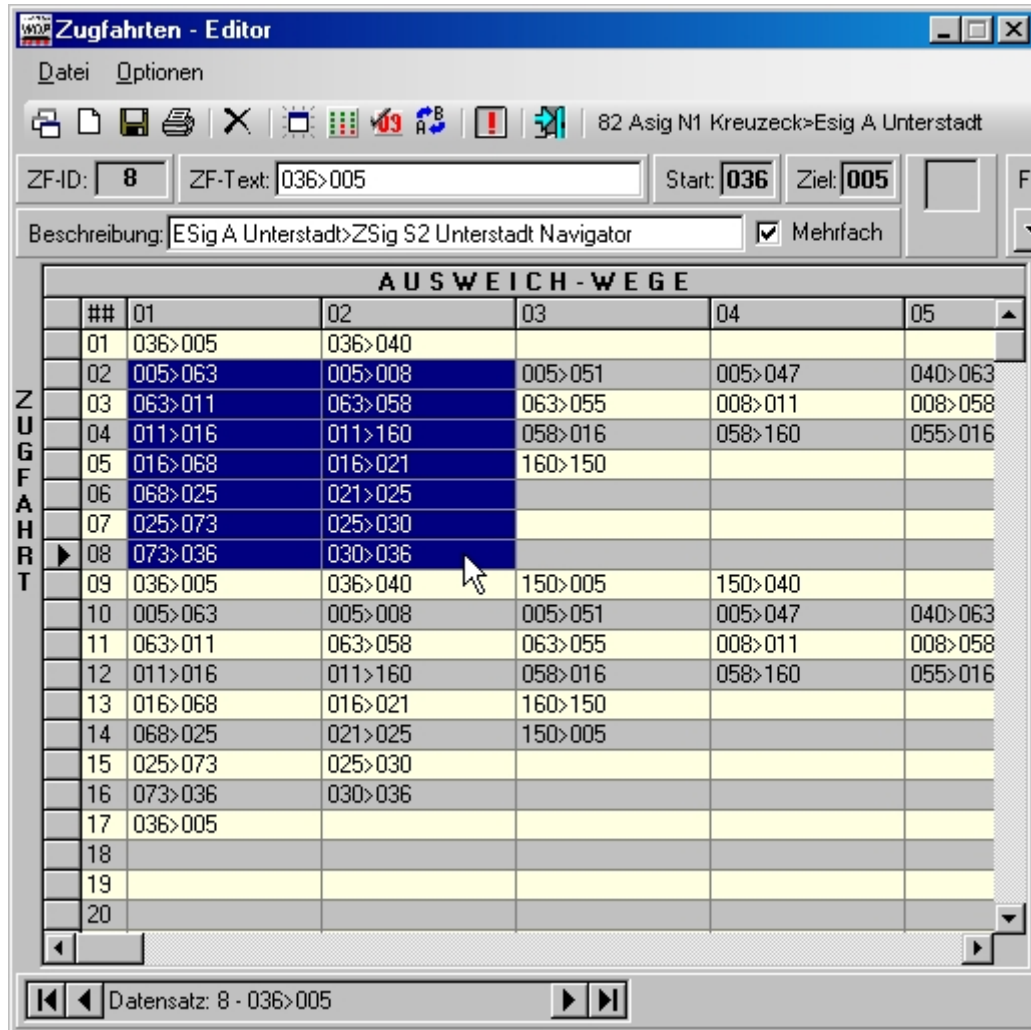 Zugfahrten - Editor
Datei Optionen
82 Asig N1 Kreuzeck>Esig A Unterstadt
ZF-ID: 8 ZF-Text: 036>005 Start: 036 Ziel: 005 F
Beschreibung: ESig A Unterstadt>ZSig S2 Unterstadt Navigator Mehrfach
AUSWEICH-WEGE
ZUGFAHRT
## 01 02 03 04 05
01 036>005 036>040
02 005>063 005>008 005>051 005>047 040>063
03 063>011 063>058 063>055 008>011 008>058
04 011>016 011>160 058>016 058>160 055>016
05 016>068 016>021 160>150
06 068>025 021>025
07 025>073 025>030
08 073>036 030>036
09 036>005 036>040 150>005 150>040
10 005>063 005>008 005>051 005>047 040>063
11 063>011 063>058 063>055 008>011 008>058
12 011>016 011>160 058>016 058>160 055>016
13 016>068 016>021 160>150
14 068>025 021>025 150>005
15 025>073 025>030
16 073>036 030>036
17 036>005
18
19
20
Datensatz: 8 - 036>005